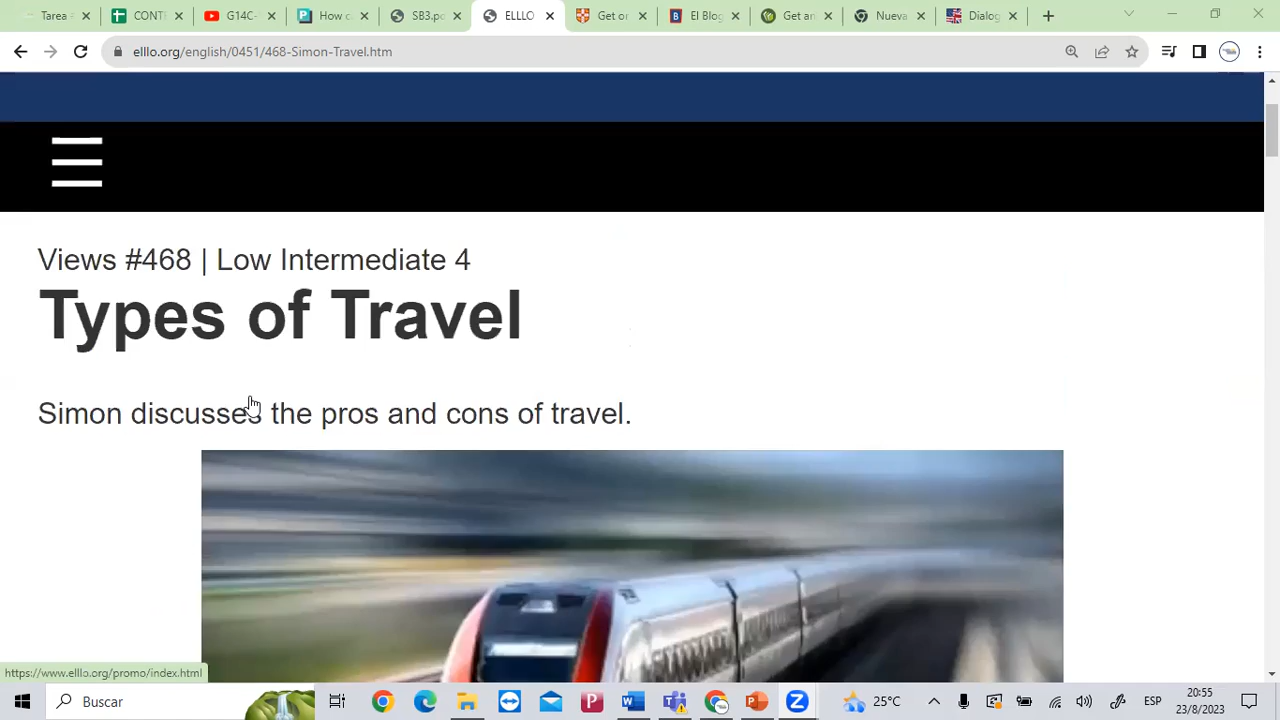 Tarea
CONTI
G14C-
How c
SB3.pd
ELLLO
Get or
El Blog
Get an
Nueva
Dialog
elllo.org/english/0451/468-Simon-Travel.htm
Views #468 | Low Intermediate 4
Types of Travel
Simon discusses the pros and cons of travel.
https://www.elllo.org/promo/index.html
Buscar
25°C
ESP
20:55
23/8/2023